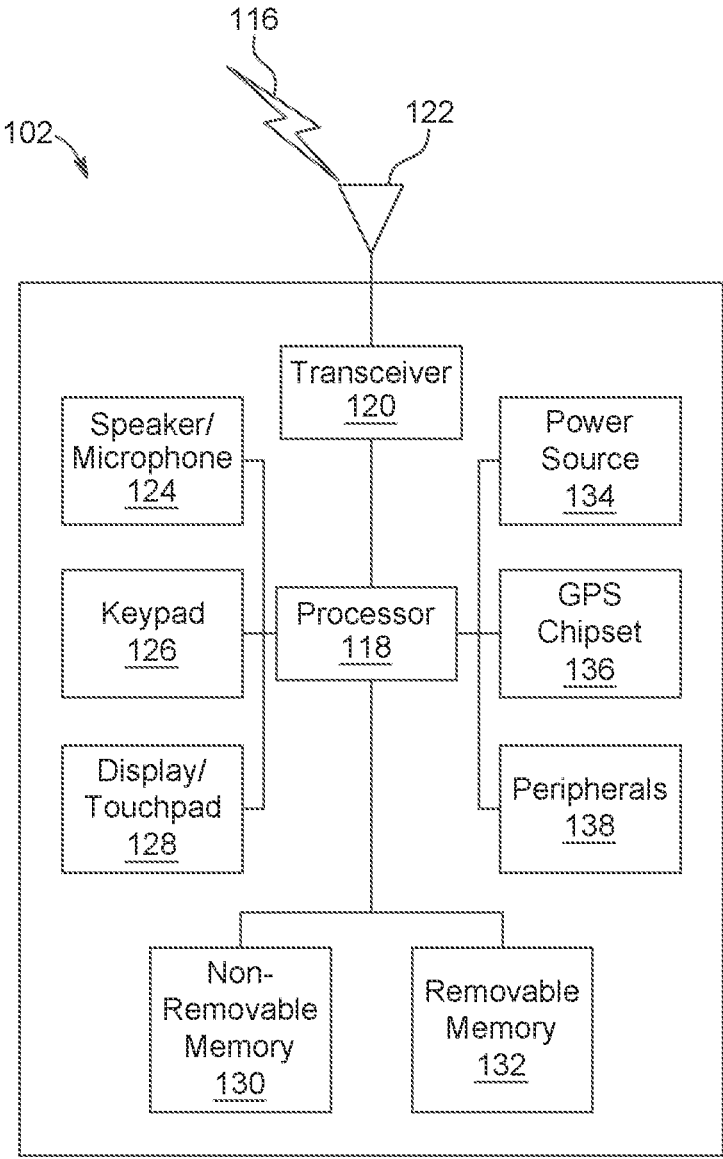 116
102
122
Transceiver
120
Speaker/
Microphone
124
Power
Source
134
Keypad
126
Processor
118
GPS
Chipset
136
Display/
Touchpad
128
Peripherals
138
Non-
Removable
Memory
130
Removable
Memory
132